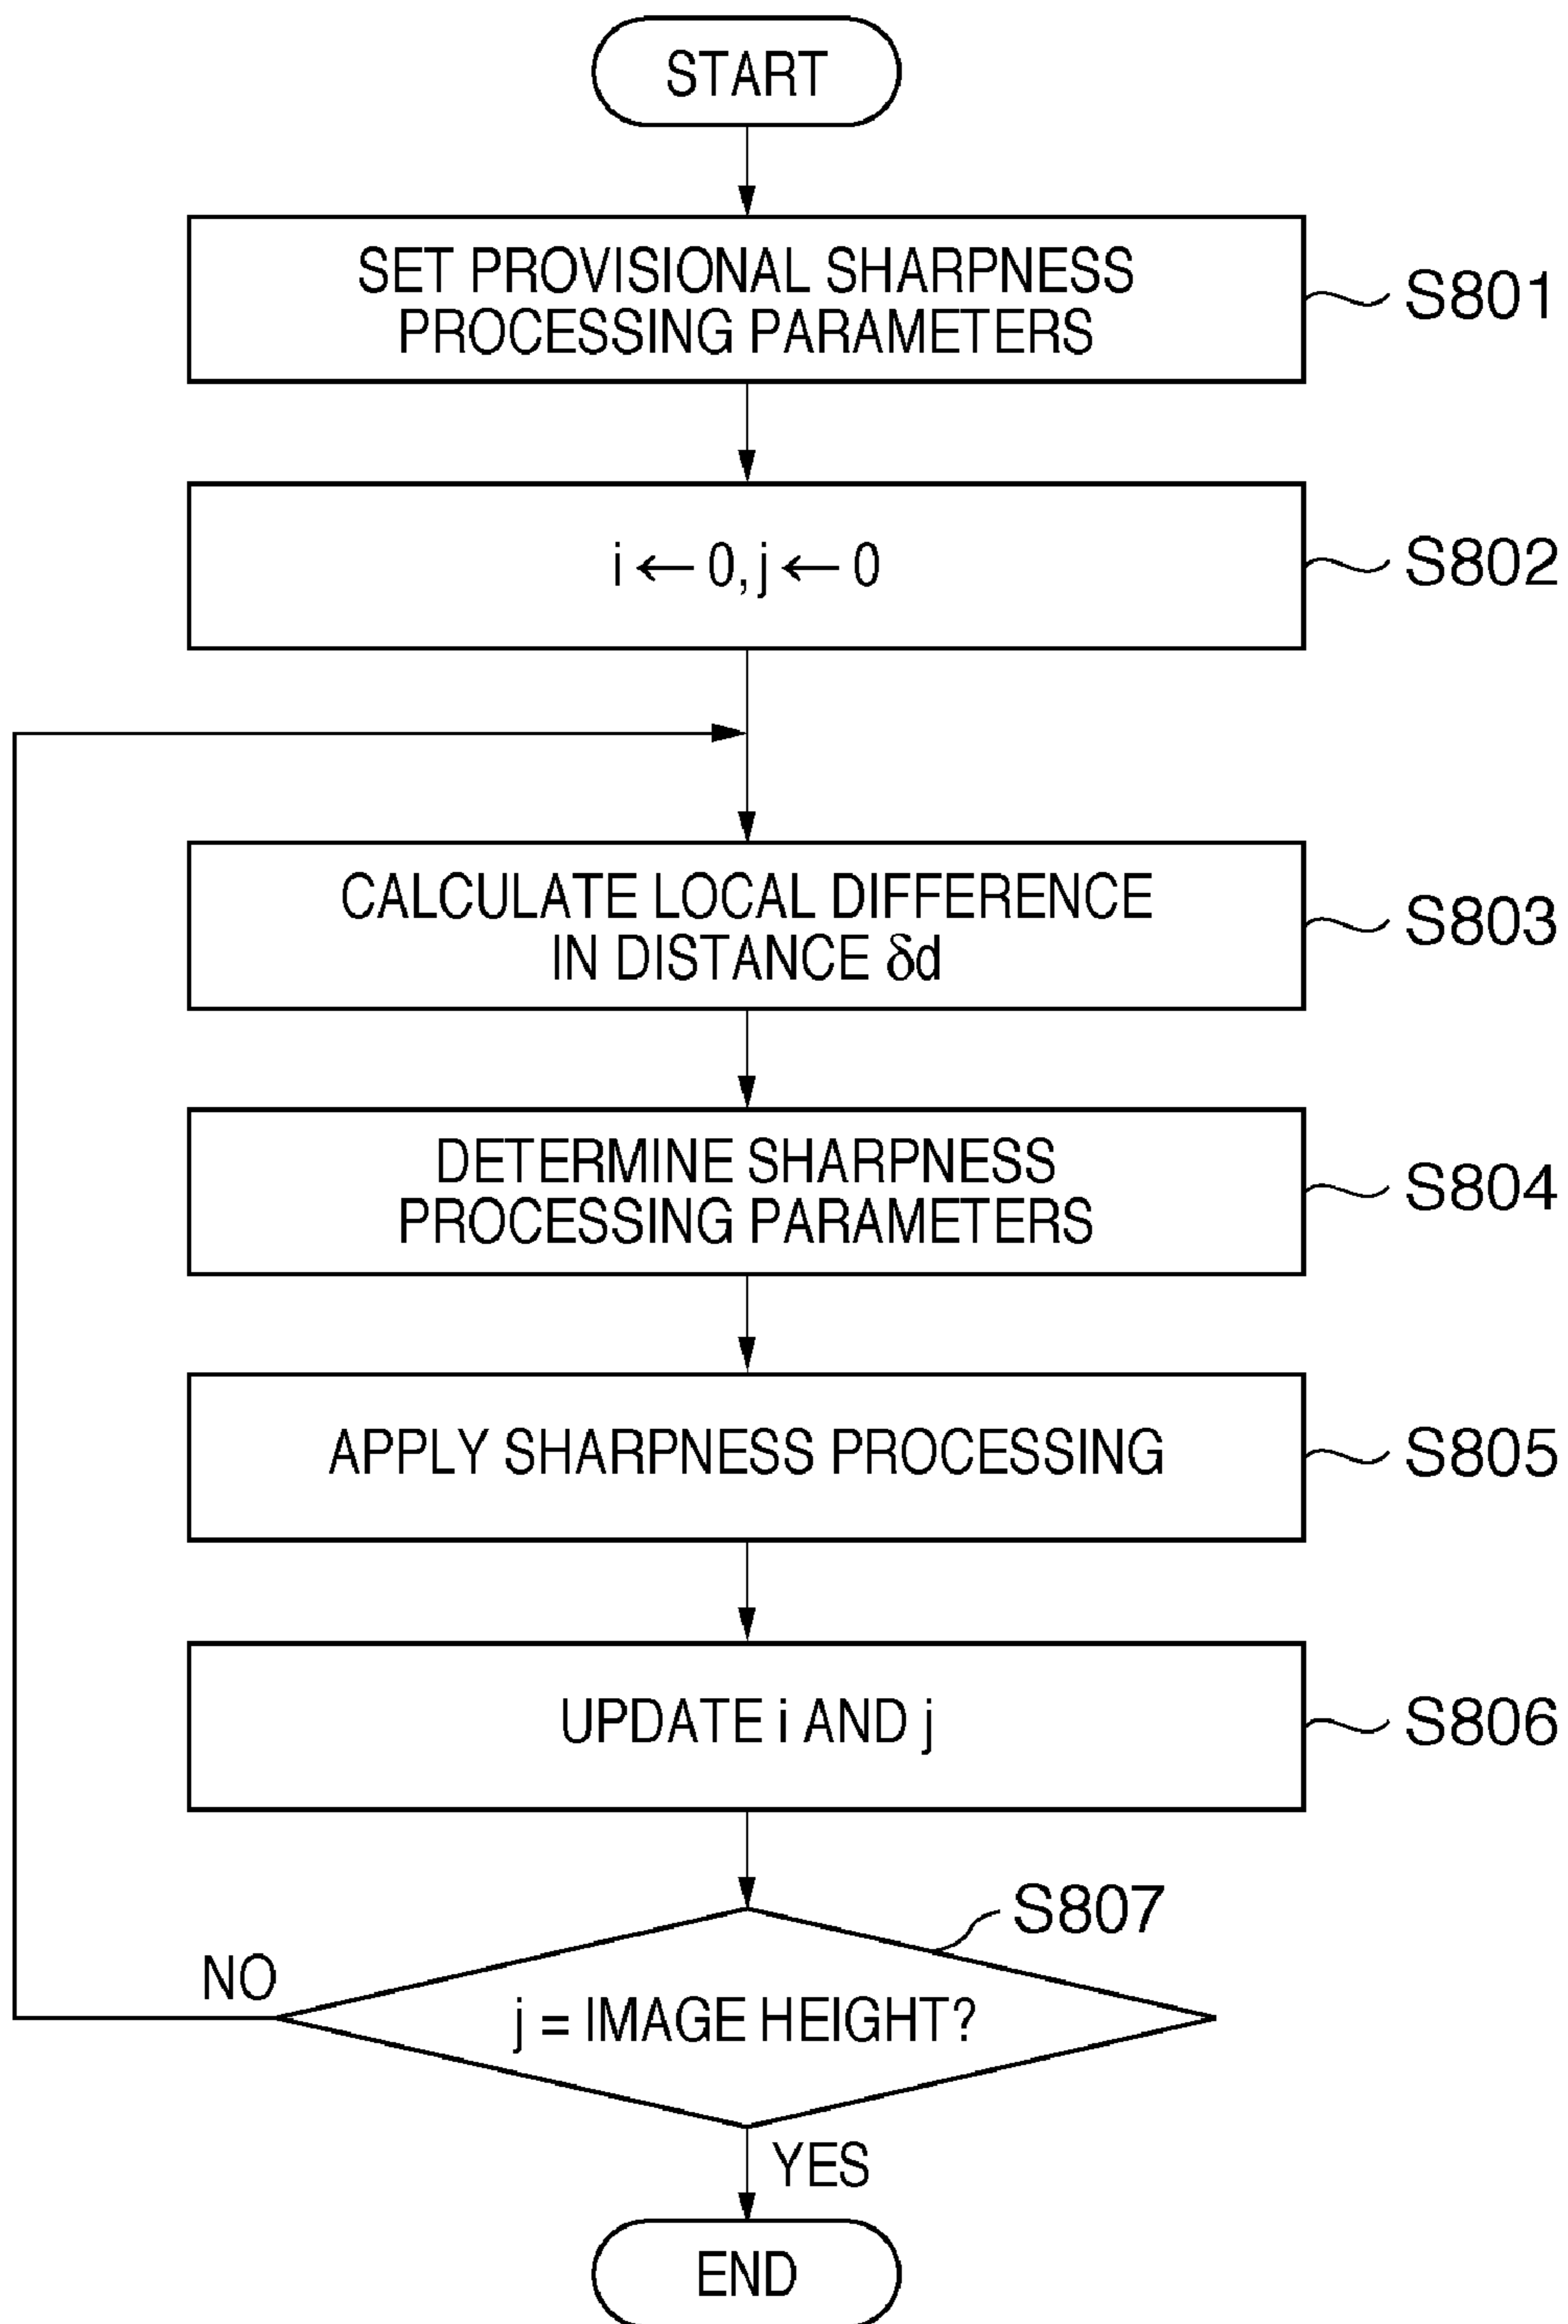 START
SET PROVISIONAL SHARPNESS
PROCESSING PARAMETERS
S801
i ← 0, j ← 0
S802
CALCULATE LOCAL DIFFERENCE
IN DISTANCE δd
S803
DETERMINE SHARPNESS
PROCESSING PARAMETERS
S804
APPLY SHARPNESS PROCESSING
S805
UPDATE i AND j
S806
S807
NO
j = IMAGE HEIGHT?
YES
END